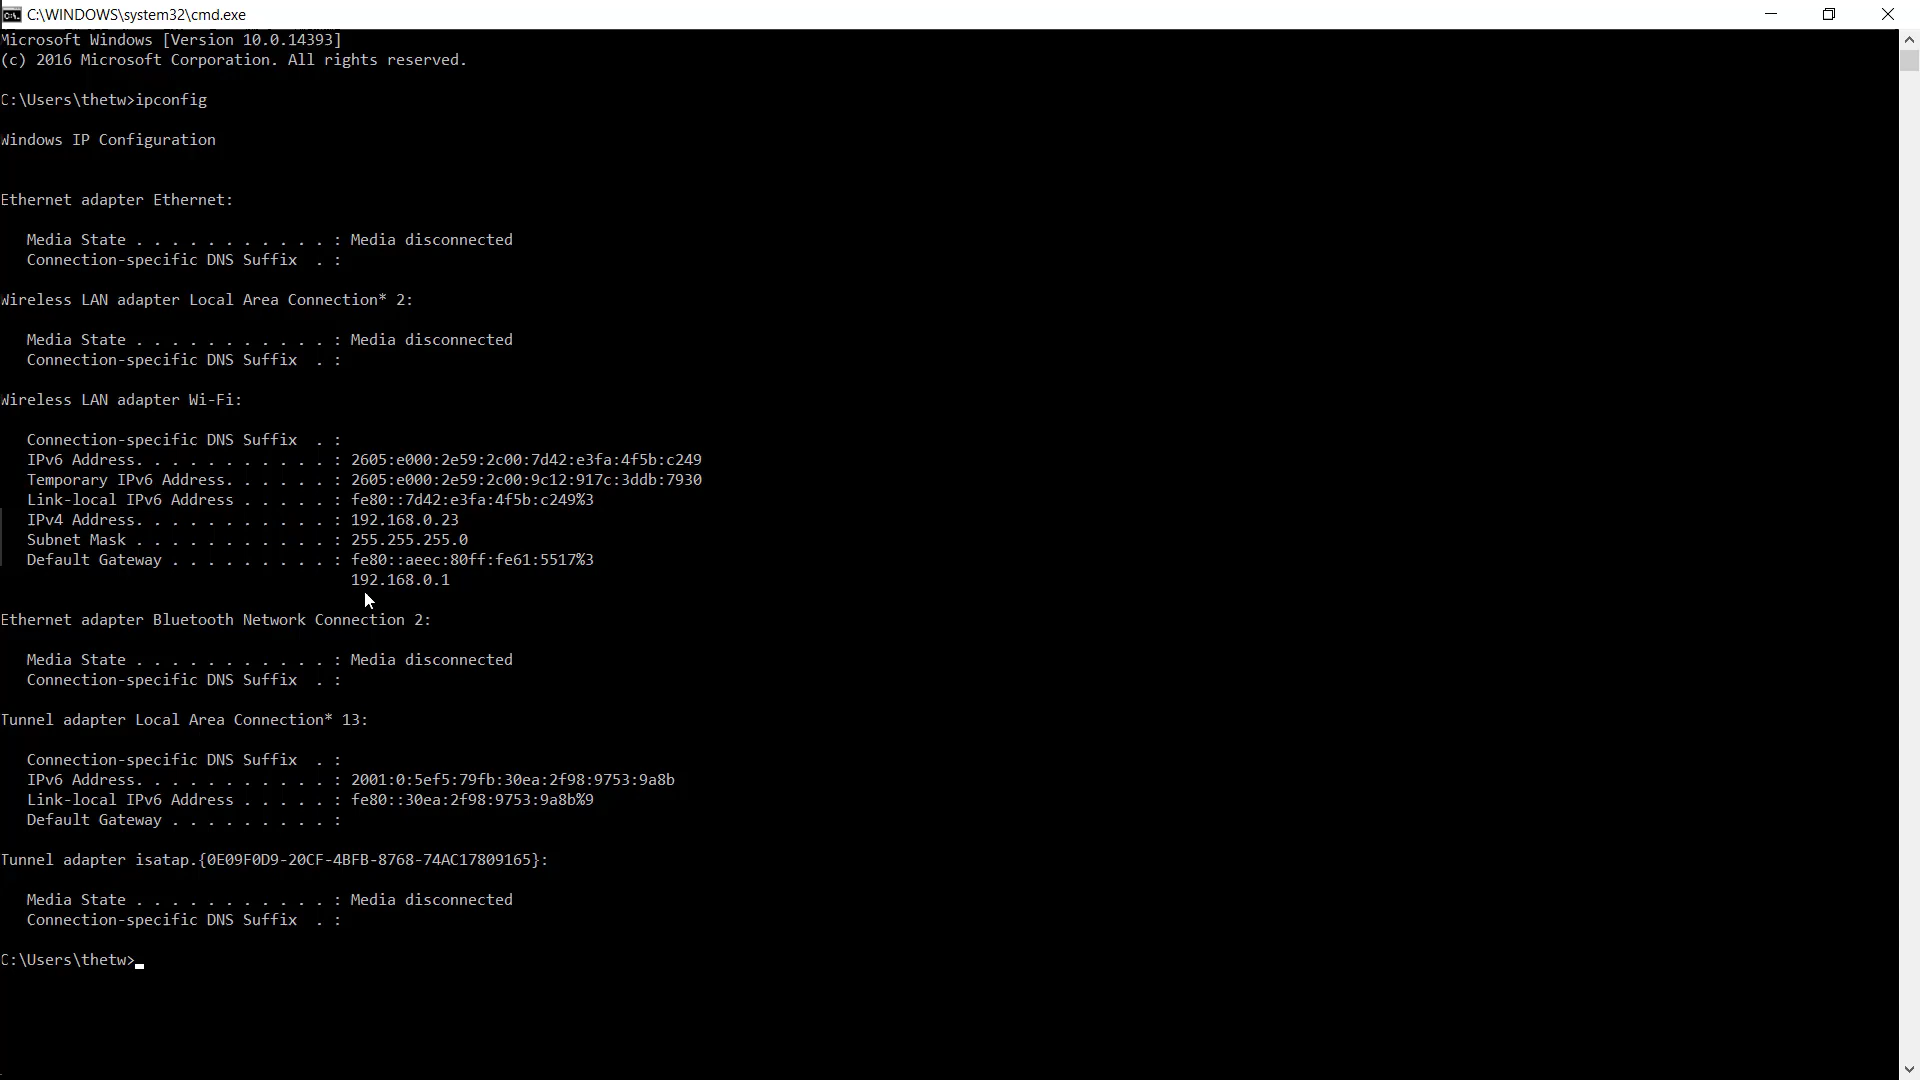 C:\WINDOWS\system32\cmd.exe
Microsoft Windows [Version 10.0.14393]
(c) 2016 Microsoft Corporation. All rights reserved.
C:\Users\thetw>ipconfig
Windows IP Configuration
Ethernet adapter Ethernet:
   Media State . . . . . . . . . . . : Media disconnected
   Connection-specific DNS Suffix  . :
Wireless LAN adapter Local Area Connection* 2:
   Media State . . . . . . . . . . . : Media disconnected
   Connection-specific DNS Suffix  . :
Wireless LAN adapter Wi-Fi:
   Connection-specific DNS Suffix  . :
   IPv6 Address. . . . . . . . . . . : 2605:e000:2e59:2c00:7d42:e3fa:4f5b:c249
   Temporary IPv6 Address. . . . . . : 2605:e000:2e59:2c00:9c12:917c:3ddb:7930
   Link-local IPv6 Address . . . . . : fe80::7d42:e3fa:4f5b:c249%3
   IPv4 Address. . . . . . . . . . . : 192.168.0.23
   Subnet Mask . . . . . . . . . . . : 255.255.255.0
   Default Gateway . . . . . . . . . : fe80::aeec:80ff:fe61:5517%3
                                       192.168.0.1
Ethernet adapter Bluetooth Network Connection 2:
   Media State . . . . . . . . . . . : Media disconnected
   Connection-specific DNS Suffix  . :
Tunnel adapter Local Area Connection* 13:
   Connection-specific DNS Suffix  . :
   IPv6 Address. . . . . . . . . . . : 2001:0:5ef5:79fb:30ea:2f98:9753:9a8b
   Link-local IPv6 Address . . . . . : fe80::30ea:2f98:9753:9a8b%9
   Default Gateway . . . . . . . . . :
Tunnel adapter isatap.{0E09F0D9-20CF-4BFB-8768-74AC17809165}:
   Media State . . . . . . . . . . . : Media disconnected
   Connection-specific DNS Suffix  . :
C:\Users\thetw>